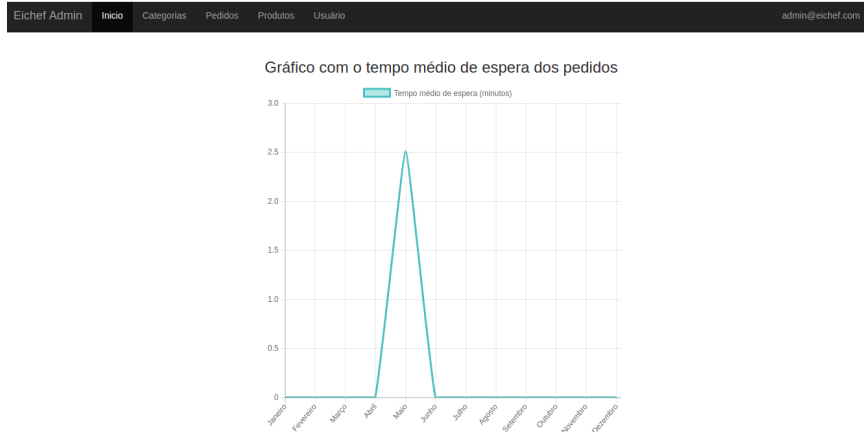 Eichef Admin Inicio Categorias Pedidos Produtos Usuário admin@eichef.com
Gráfico com o tempo médio de espera dos pedidos
Tempo médio de espera (minutos)
3.0
2.5
2.0
1.5
1.0
0.5
0
Janeiro Fevereiro Março Abril Maio Junho Julho Agosto Setembro Outubro Novembro Dezembro